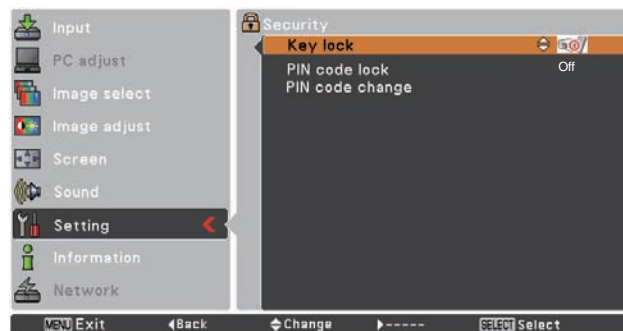 Input
PC adjust
Image select
Image adjust
Screen
Sound
Setting
Information
Network
Security
Key lock
PIN code lock Off
PIN code change
MENU Exit Back Change ----- SELECT Select